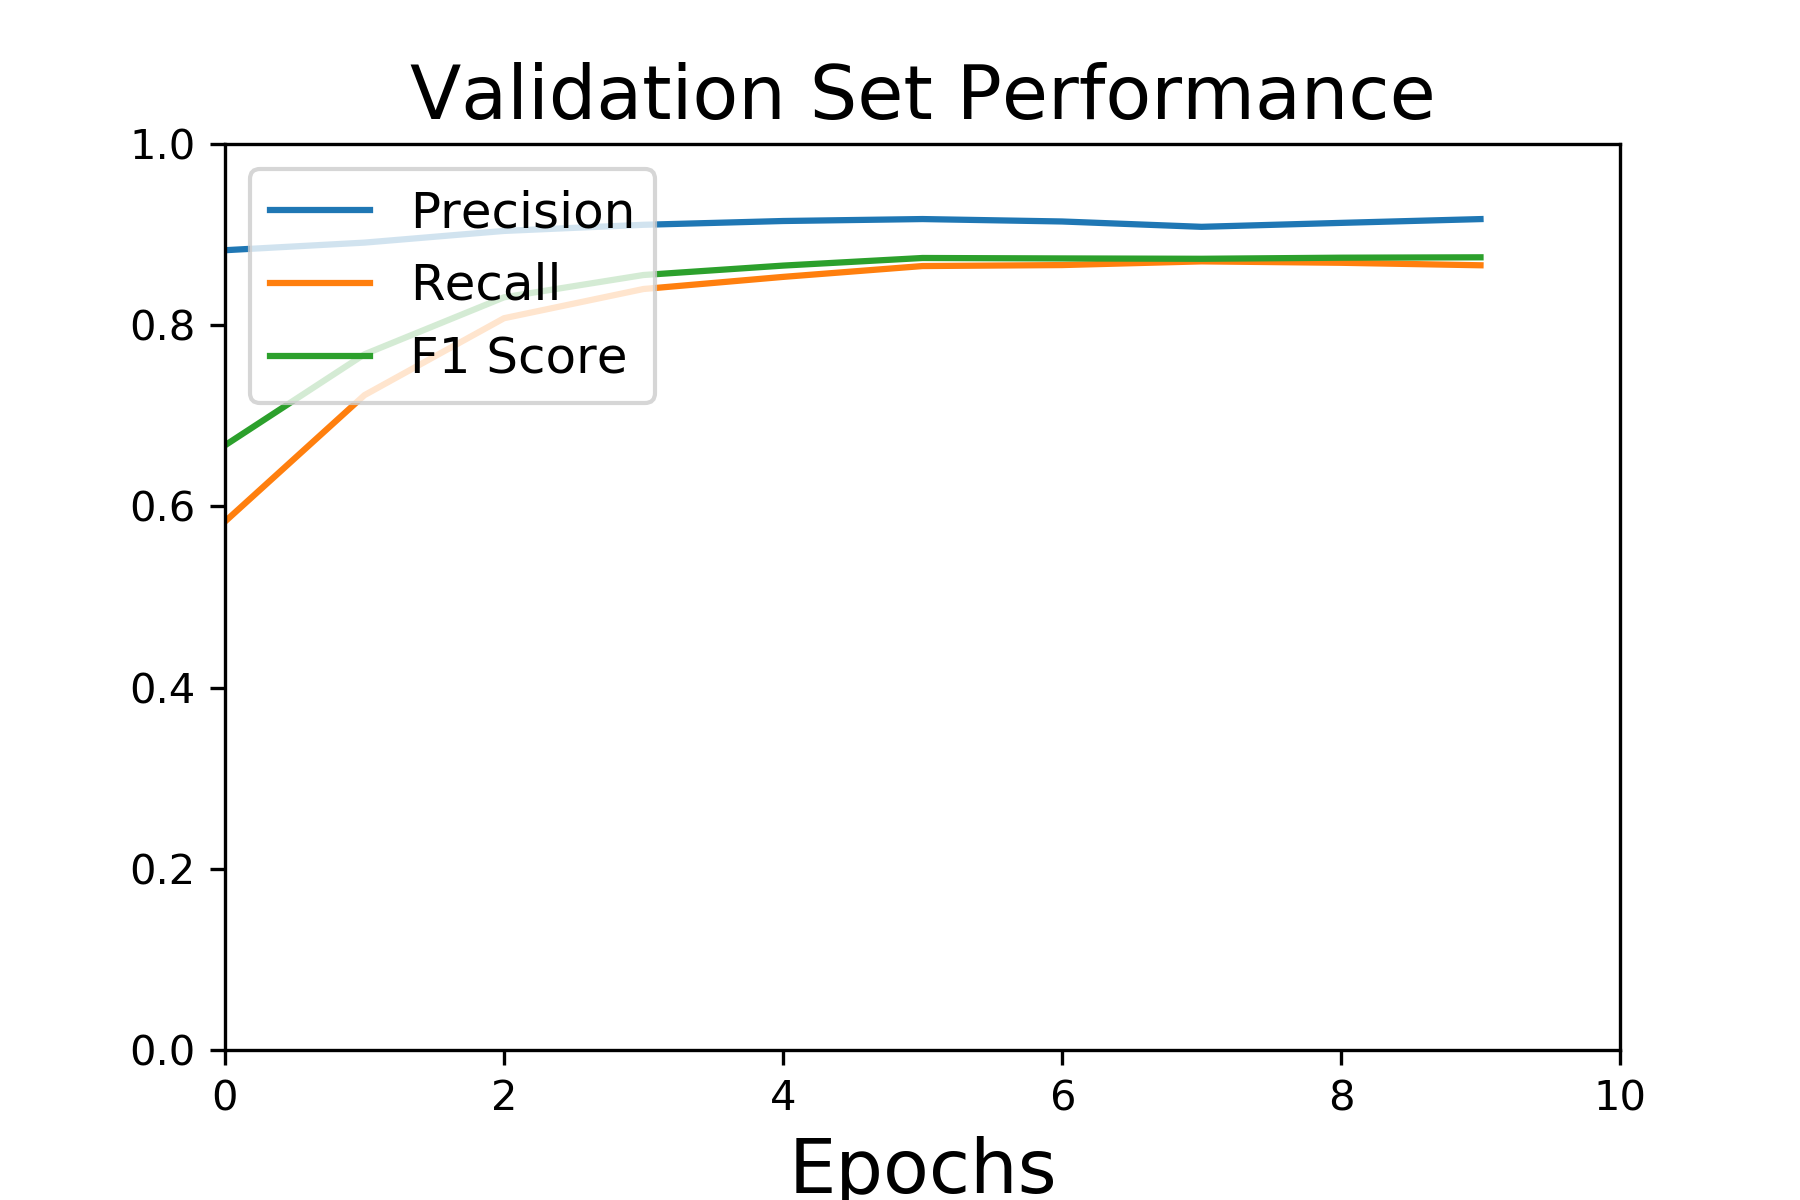 Validation Set Performance
1.0
0.8
0.6
0.4
0.2
0.0
Precision
Recall
F1 Score
0 2 4 6 8 10
Epochs